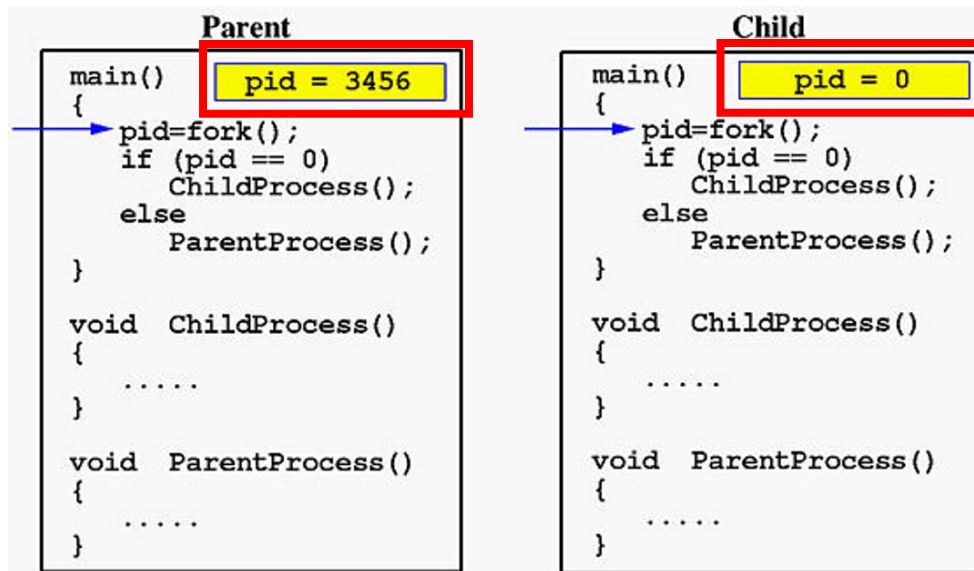 Parent
main()
pid = 3456
{
pid=fork();
if (pid == 0)
ChildProcess();
else
ParentProcess();
}
void ChildProcess()
{
.....
}
void ParentProcess()
{
.....
}
Child
main()
pid = 0
{
pid=fork();
if (pid == 0)
ChildProcess();
else
ParentProcess();
}
void ChildProcess()
{
.....
}
void ParentProcess()
{
.....
}